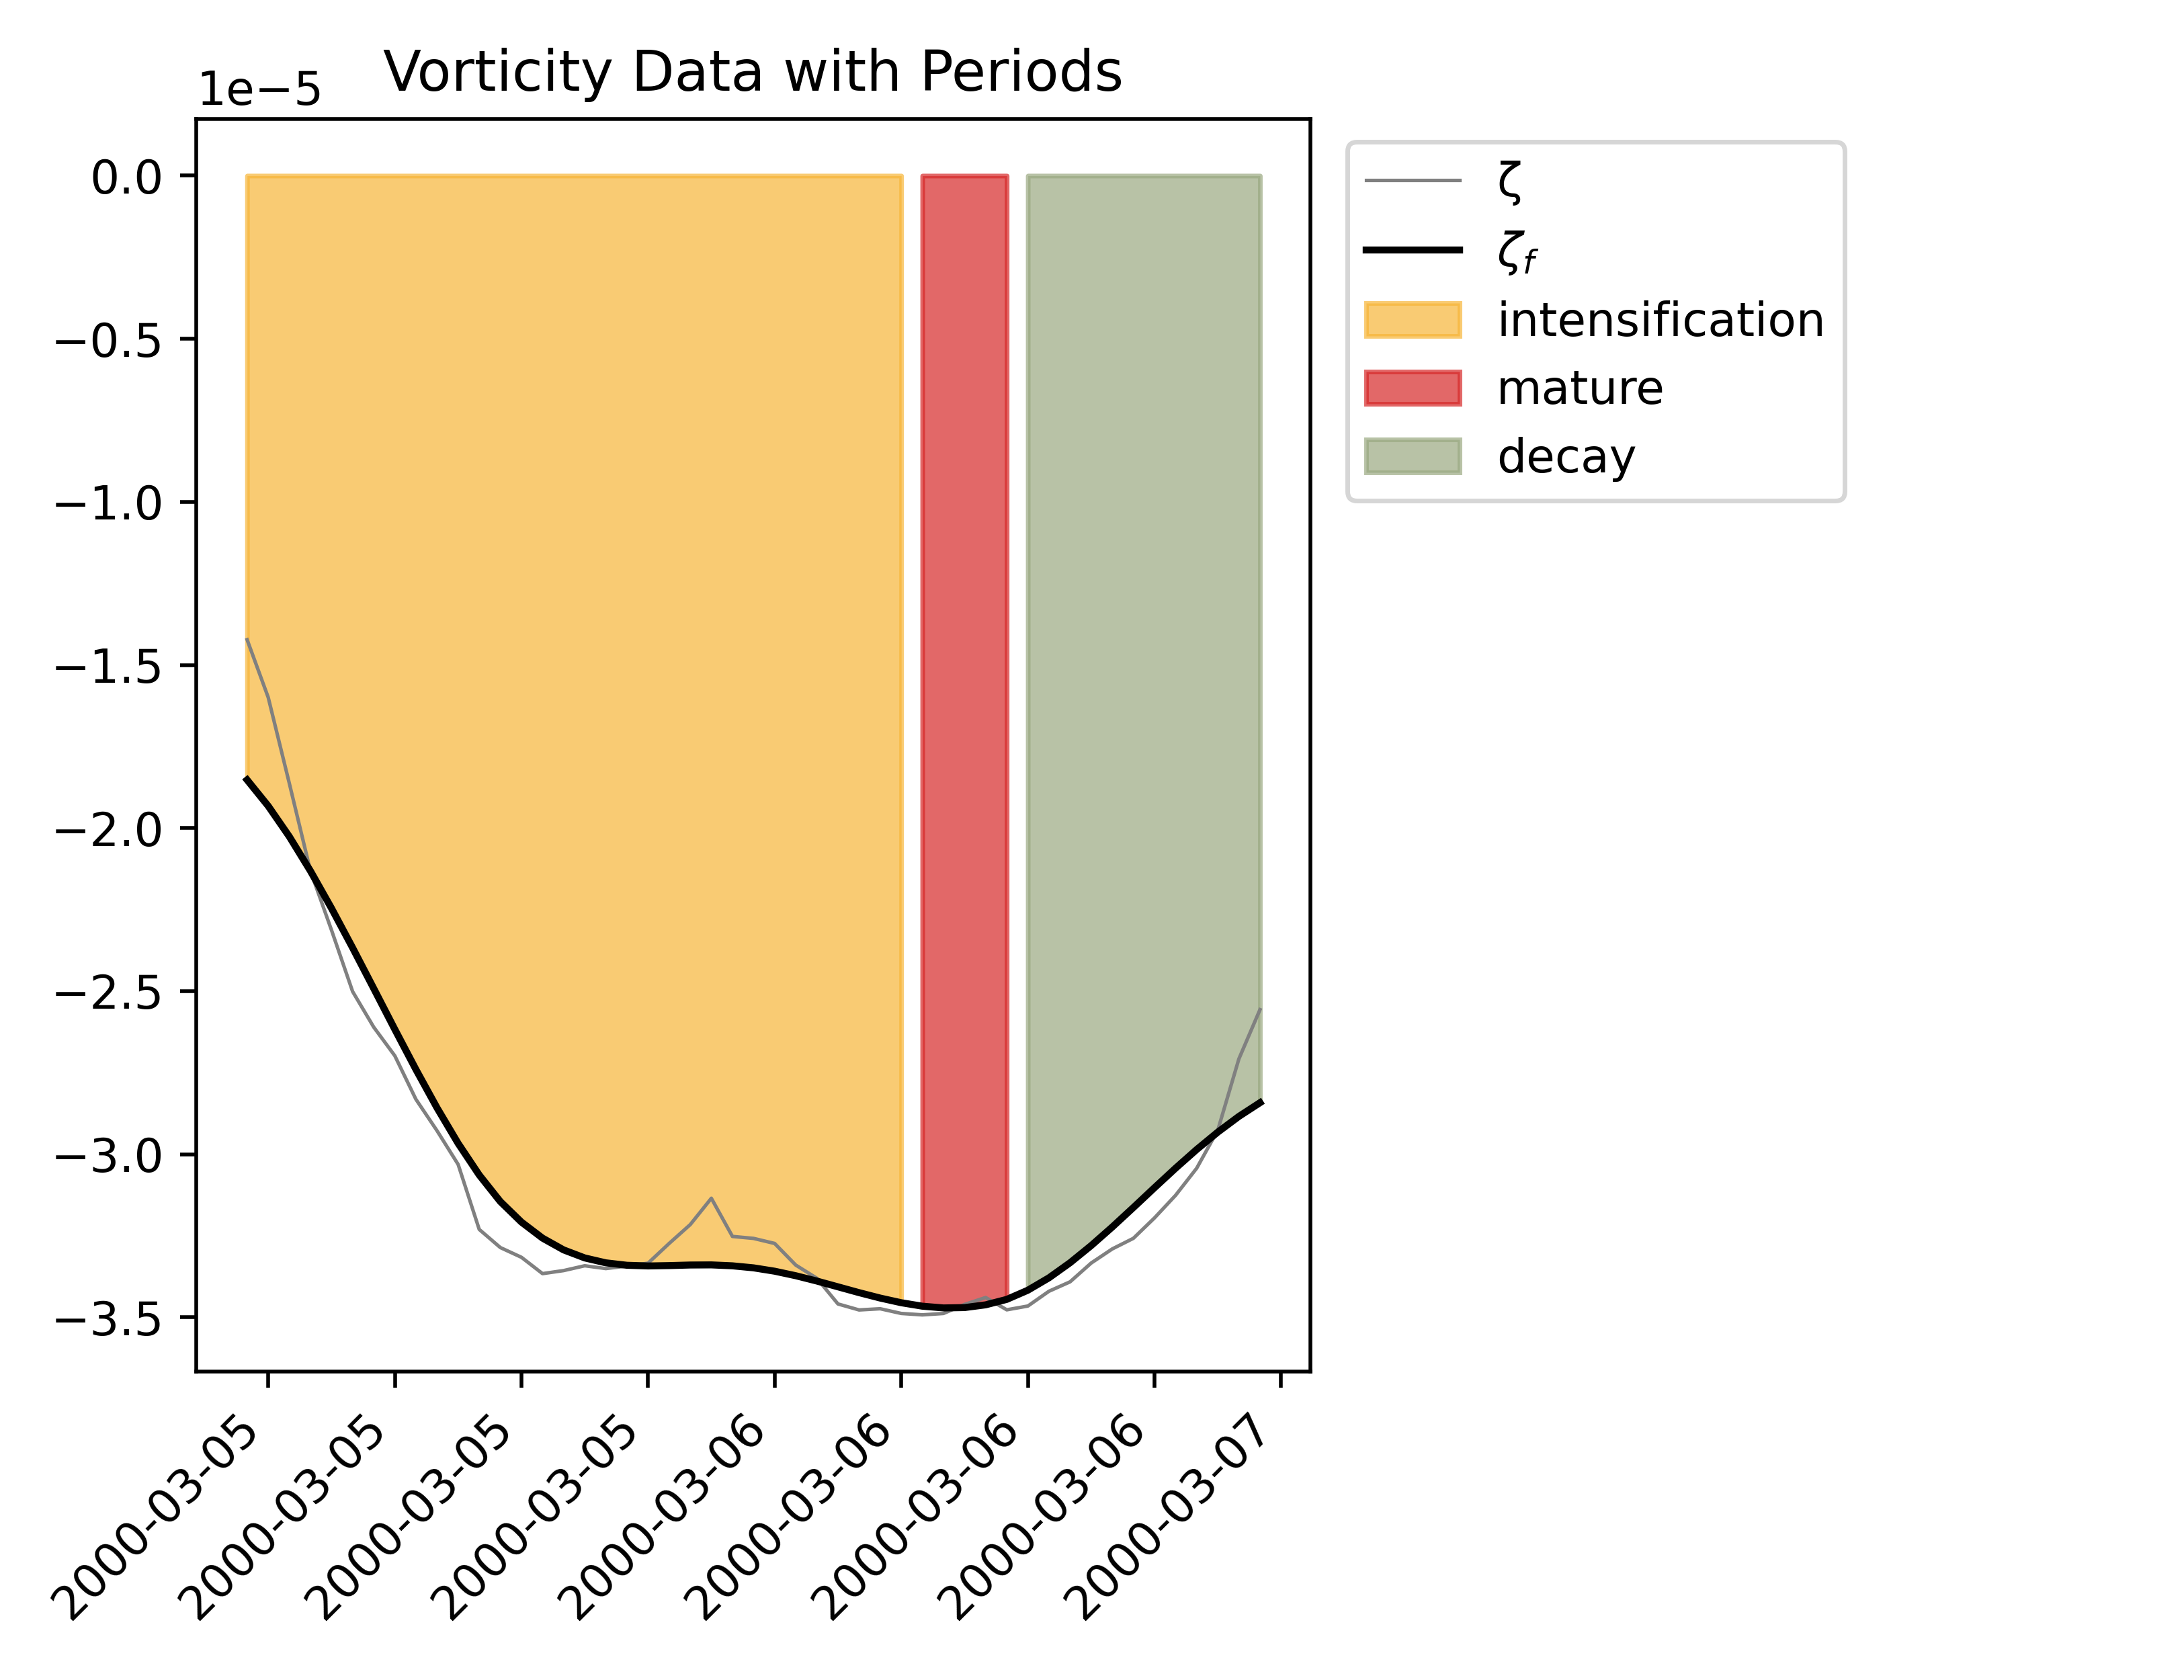 Vorticity Data with Periods
1e−5
0.0
−0.5
−1.0
−1.5
−2.0
−2.5
−3.0
−3.5
2000-03-05
2000-03-05
2000-03-05
2000-03-05
2000-03-06
2000-03-06
2000-03-06
2000-03-06
2000-03-07
ζ
ζf
intensification
mature
decay